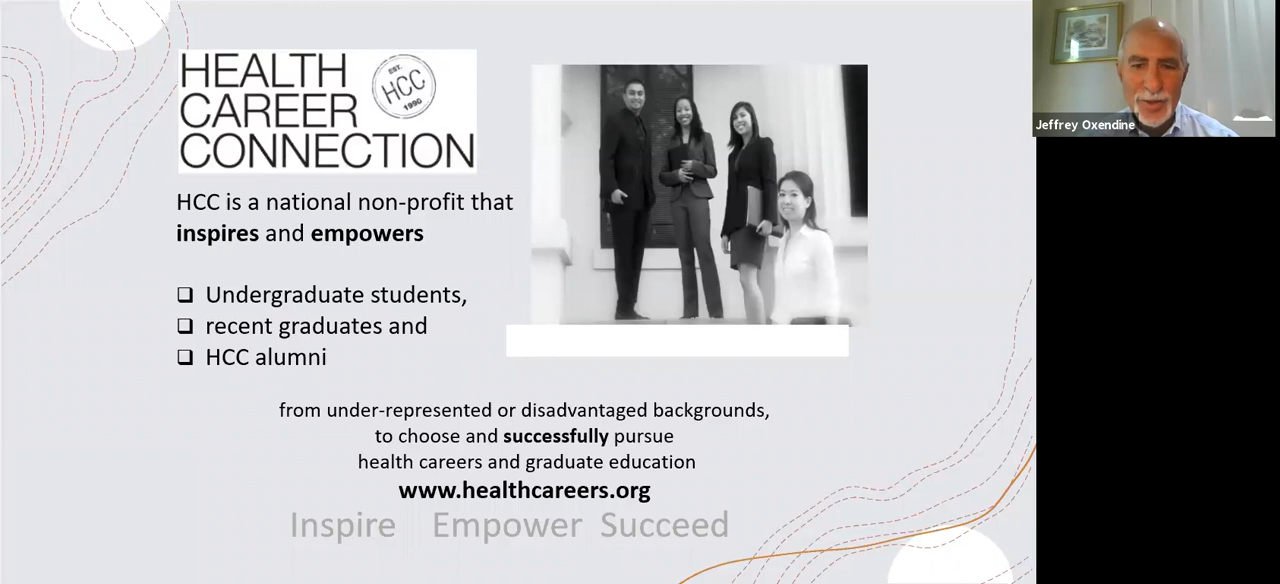 HEALTH
CAREER
CONNECTION
EST.
HCC
1990
HCC is a national non-profit that
inspires and empowers
Undergraduate students,
recent graduates and
HCC alumni
from under-represented or disadvantaged backgrounds,
to choose and successfully pursue
health careers and graduate education
www.healthcareers.org
Inspire Empower Succeed
Jeffrey Oxendine